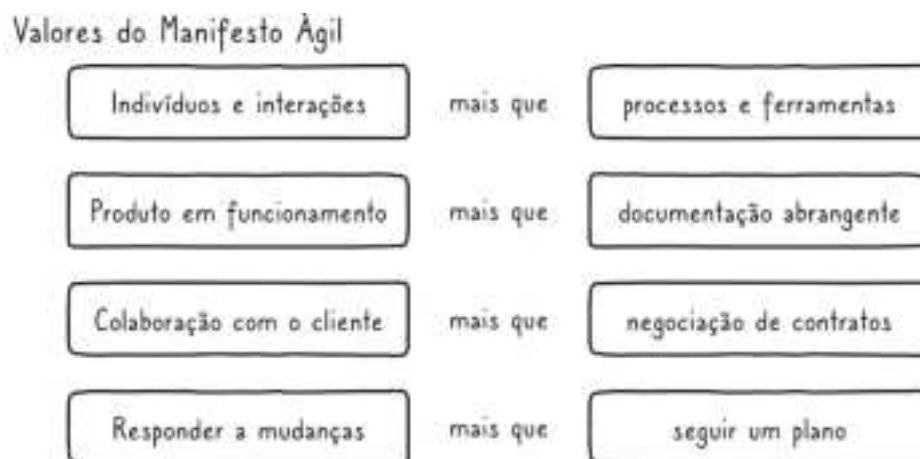 Valores do Manifesto Ágil
Indivíduos e interações mais que processos e ferramentas
Produto em funcionamento mais que documentação abrangente
Colaboração com o cliente mais que negociação de contratos
Responder a mudanças mais que seguir um plano